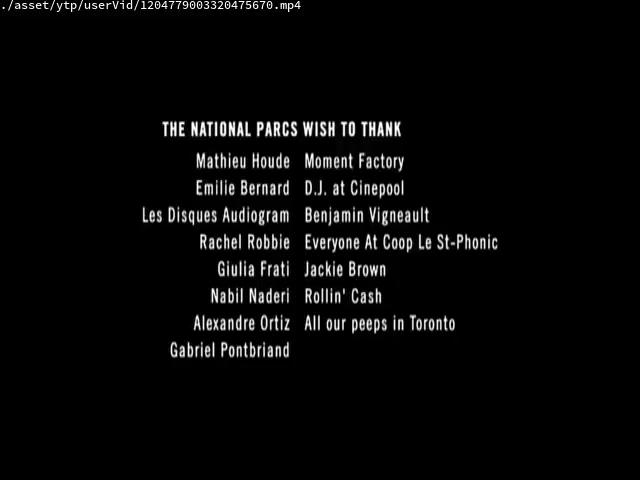 ./asset/ytp/userVid/1204779003320475670.mp4
THE NATIONAL PARCS WISH TO THANK
Mathieu Houde Moment Factory
Emilie Bernard D.J. at Cinepool
Les Disques Audiogram Benjamin Vigneault
Rachel Robbie Everyone At Coop Le St-Phonic
Giulia Frati Jackie Brown
Nabil Naderi Rollin' Cash
Alexandre Ortiz All our peeps in Toronto
Gabriel Pontbriand